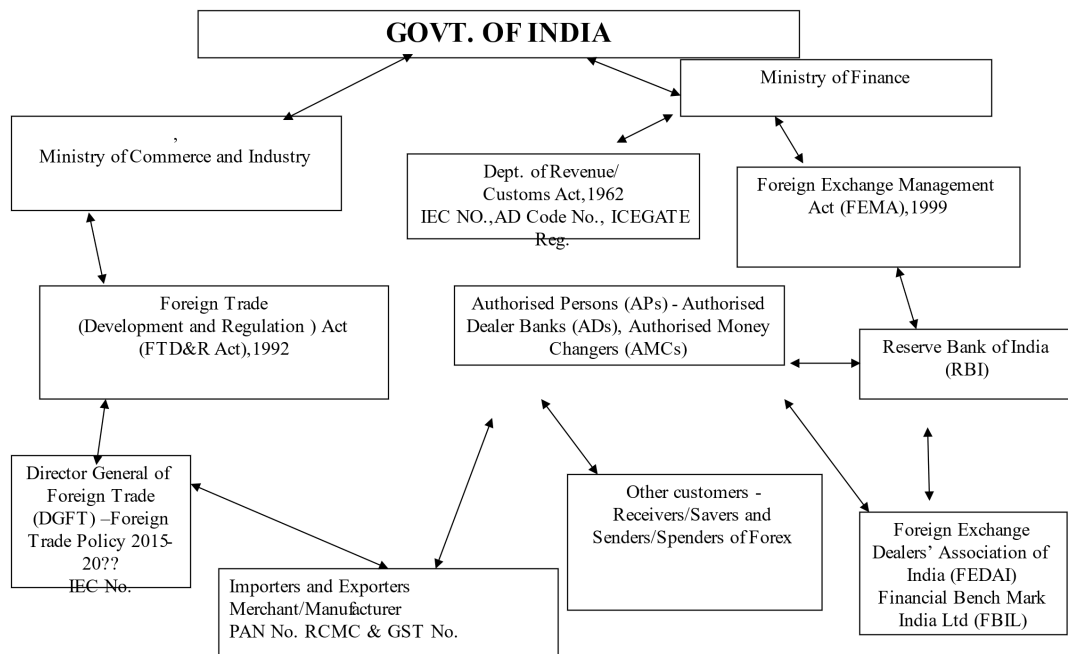 GOVT. OF INDIA
Ministry of Finance
,
Ministry of Commerce and Industry
Dept. of Revenue/
Customs Act,1962
IEC NO.,AD Code No., ICEGATE
Reg.
Foreign Exchange Management
Act (FEMA),1999
Foreign Trade
(Development and Regulation ) Act
(FTD&R Act),1992
Authorised Persons (APs) - Authorised
Dealer Banks (ADs), Authorised Money
Changers (AMCs)
Reserve Bank of India
(RBI)
Director General of
Foreign Trade
(DGFT) –Foreign
Trade Policy 2015-
20??
IEC No.
Importers and Exporters
Merchant/Manufacturer
PAN No. RCMC & GST No.
Other customers -
Receivers/Savers and
Senders/Spenders of Forex
Foreign Exchange
Dealers’ Association of
India (FEDAI)
Financial Bench Mark
India Ltd (FBIL)